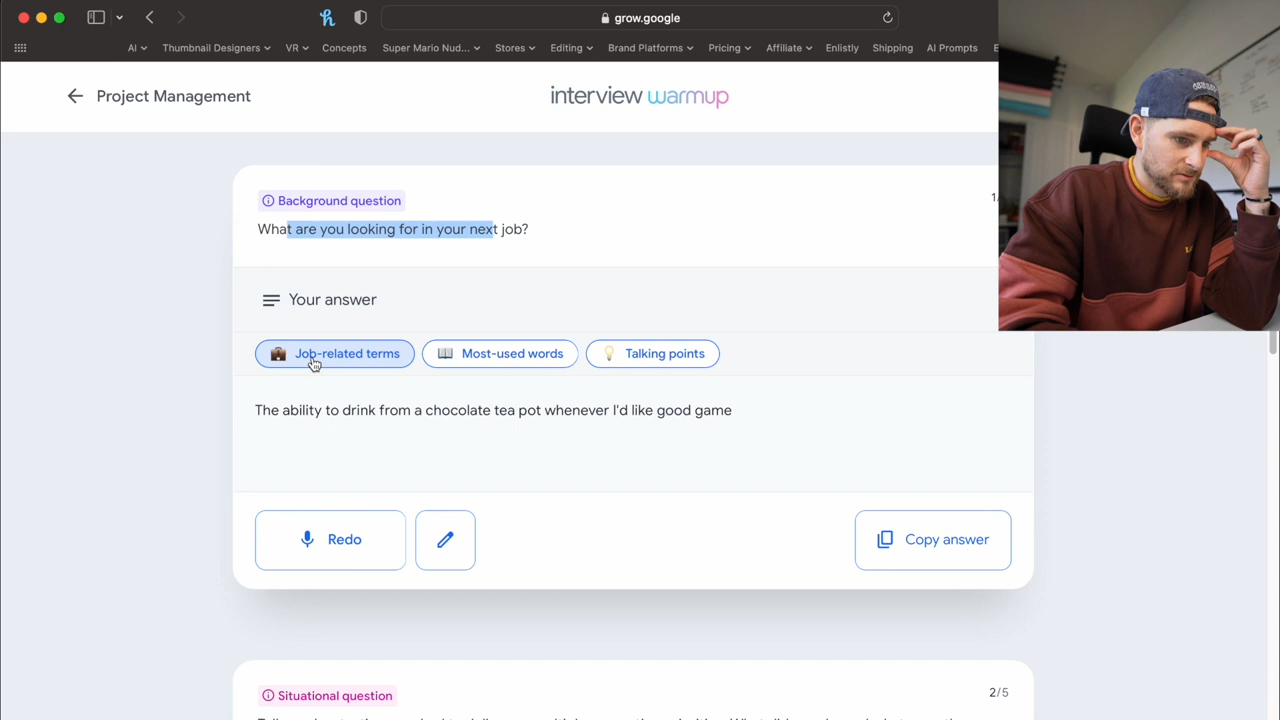 grow.google
AI
Thumbnail Designers
VR
Concepts
Super Mario Nud...
Stores
Editing
Brand Platforms
Pricing
Affiliate
Enlistly
Shipping
AI Prompts
Project Management
interview warmup
Background question
1/
What are you looking for in your next job?
Your answer
Job-related terms
Most-used words
Talking points
The ability to drink from a chocolate tea pot whenever I'd like good game
Redo
Copy answer
Situational question
2/5